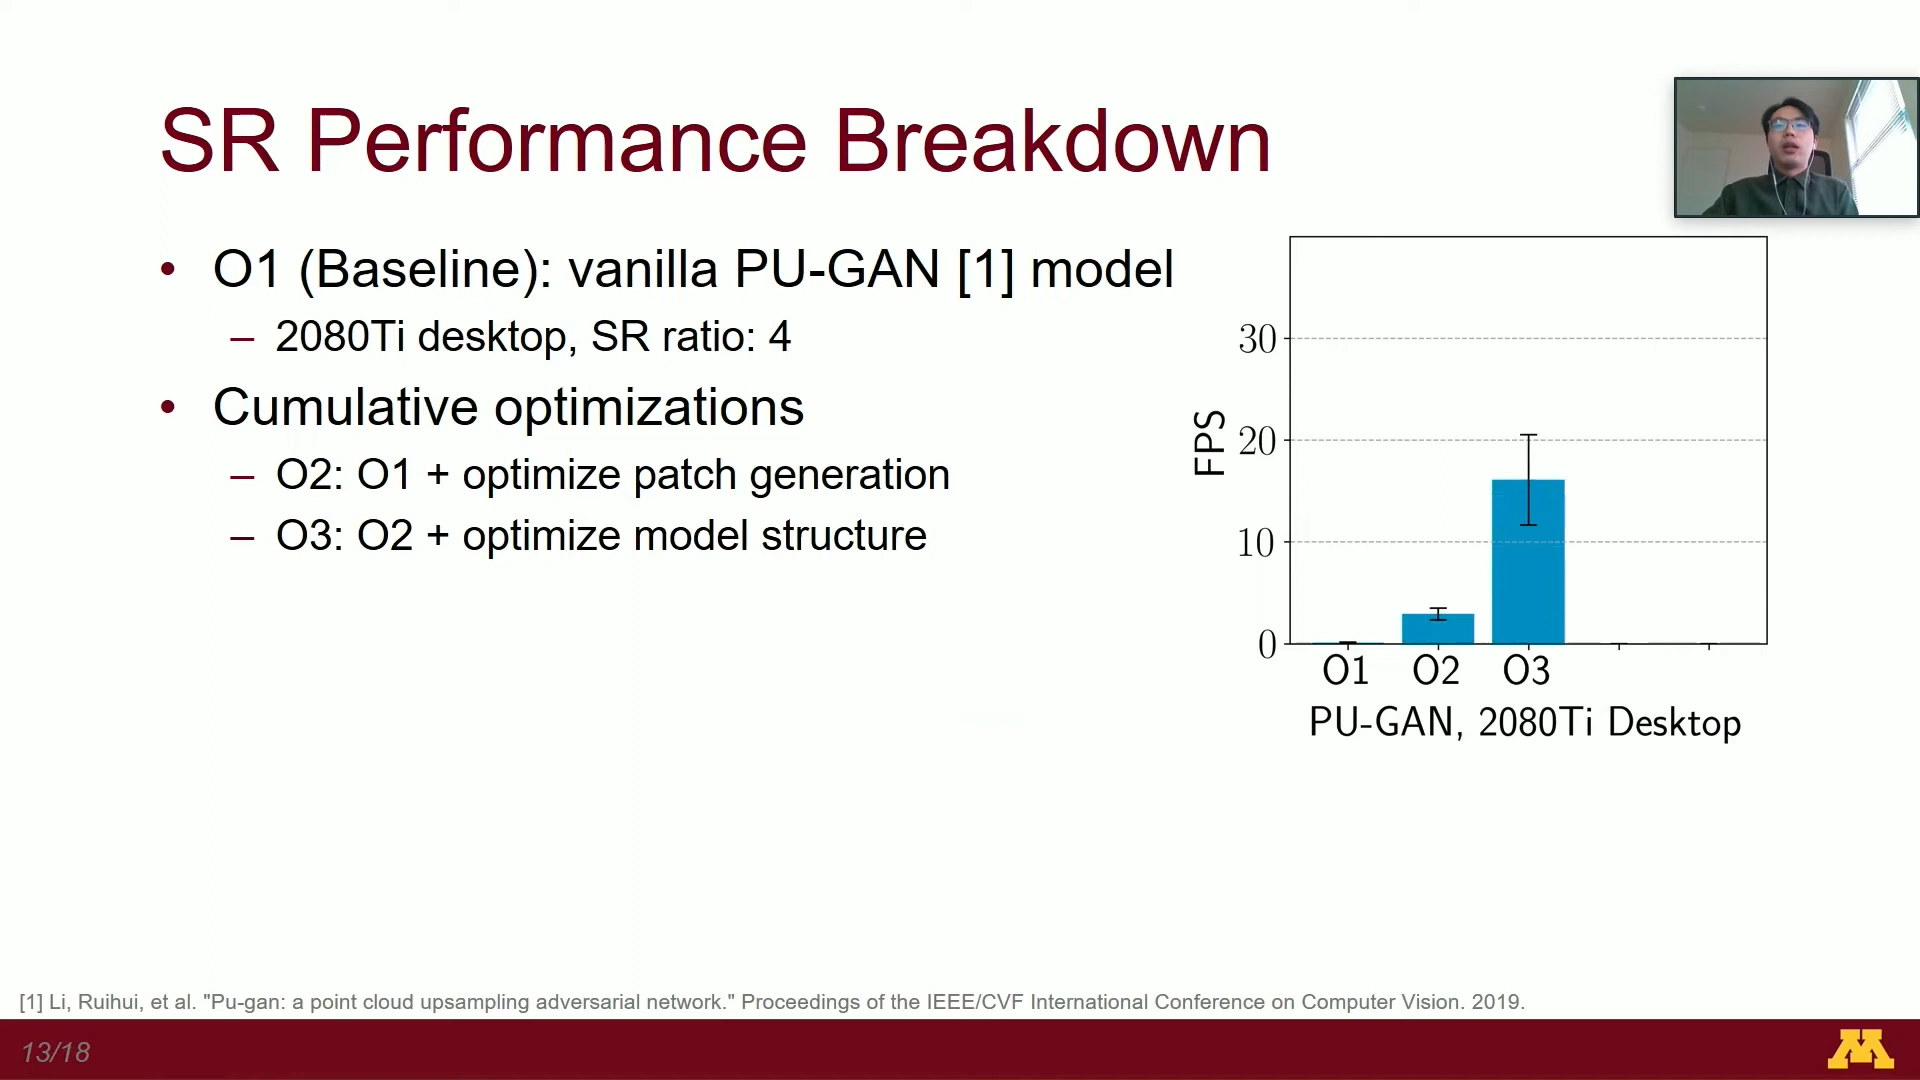 SR Performance Breakdown
• O1 (Baseline): vanilla PU-GAN [1] model
– 2080Ti desktop, SR ratio: 4
• Cumulative optimizations
– O2: O1 + optimize patch generation
– O3: O2 + optimize model structure
30
20
10
0
FPS
O1 O2 O3
PU-GAN, 2080Ti Desktop
[1] Li, Ruihui, et al. "Pu-gan: a point cloud upsampling adversarial network." Proceedings of the IEEE/CVF International Conference on Computer Vision. 2019.
13/18
M